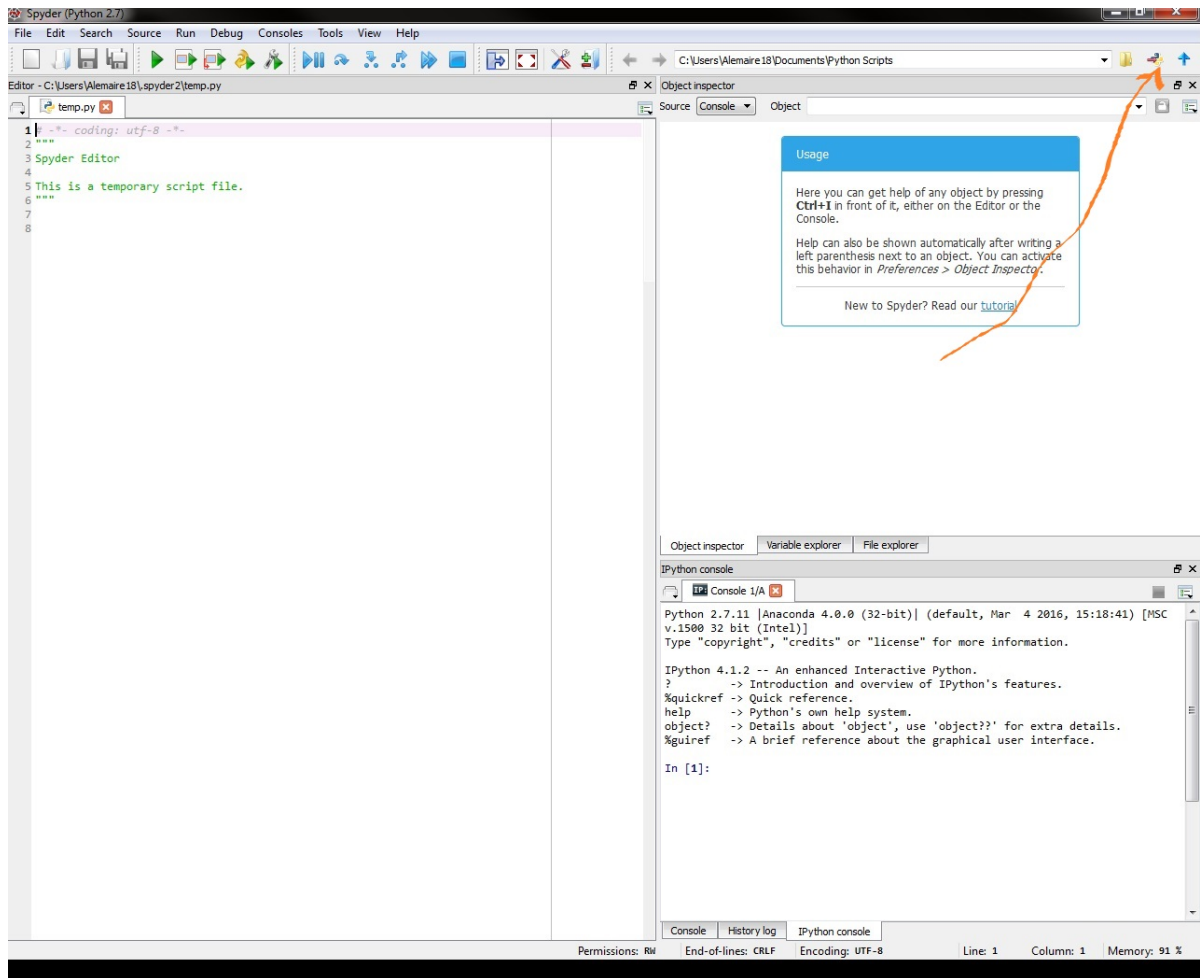 Spyder (Python 2.7)
File Edit Search Source Run Debug Consoles Tools View Help
C:\Users\Alemaire18\Documents\Python Scripts
Editor - C:\Users\Alemaire18\.spyder2\temp.py
temp.py
1 # -*- coding: utf-8 -*-
2 """
3 Spyder Editor
4
5 This is a temporary script file.
6 """
7
8
Object inspector
Source Console Object
Usage
Here you can get help of any object by pressing
Ctrl+I in front of it, either on the Editor or the
Console.
Help can also be shown automatically after writing a
left parenthesis next to an object. You can activate
this behavior in Preferences > Object Inspector.
New to Spyder? Read our tutorial
Object inspector Variable explorer File explorer
IPython console
IP: Console 1/A
Python 2.7.11 |Anaconda 4.0.0 (32-bit)| (default, Mar  4 2016, 15:18:41) [MSC
v.1500 32 bit (Intel)]
Type "copyright", "credits" or "license" for more information.
IPython 4.1.2 -- An enhanced Interactive Python.
?         -> Introduction and overview of IPython's features.
%quickref -> Quick reference.
help      -> Python's own help system.
object?   -> Details about 'object', use 'object??' for extra details.
%guiref   -> A brief reference about the graphical user interface.
In [1]:
Console History log IPython console
Permissions: RW End-of-lines: CRLF Encoding: UTF-8 Line: 1 Column: 1 Memory: 91 %